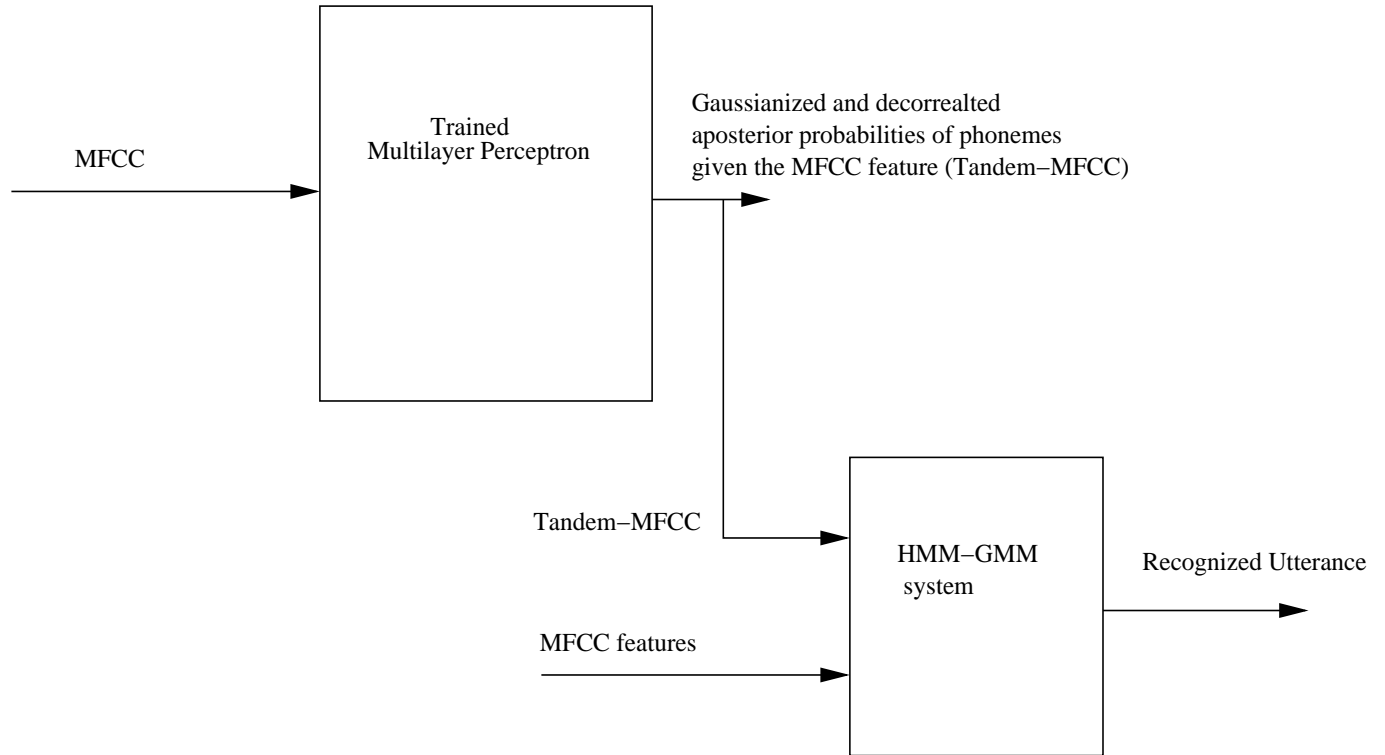 MFCC
Trained
Multilayer Perceptron
Gaussianized and decorrealted
aposterior probabilities of phonemes
given the MFCC feature (Tandem−MFCC)
Tandem−MFCC
HMM−GMM
system
Recognized Utterance
MFCC features